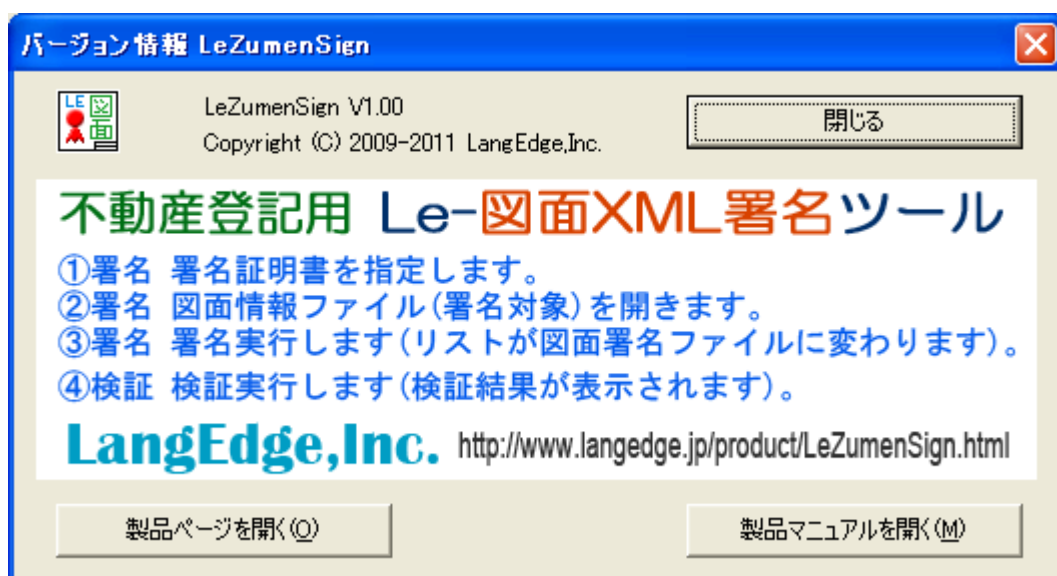 バージョン情報 LeZumenSign
LE 図面
LeZumenSign V1.00
閉じる
Copyright (C) 2009-2011 LangEdge,Inc.
不動産登記用 Le-図面XML署名ツール
①署名 署名証明書を指定します。
②署名 図面情報ファイル(署名対象)を開きます。
③署名 署名実行します(リストが図面署名ファイルに変わります)。
④検証 検証実行します(検証結果が表示されます)。
LangEdge,Inc. http://www.langedge.jp/product/LeZumenSign.html
製品ページを開く(O)
製品マニュアルを開く(M)